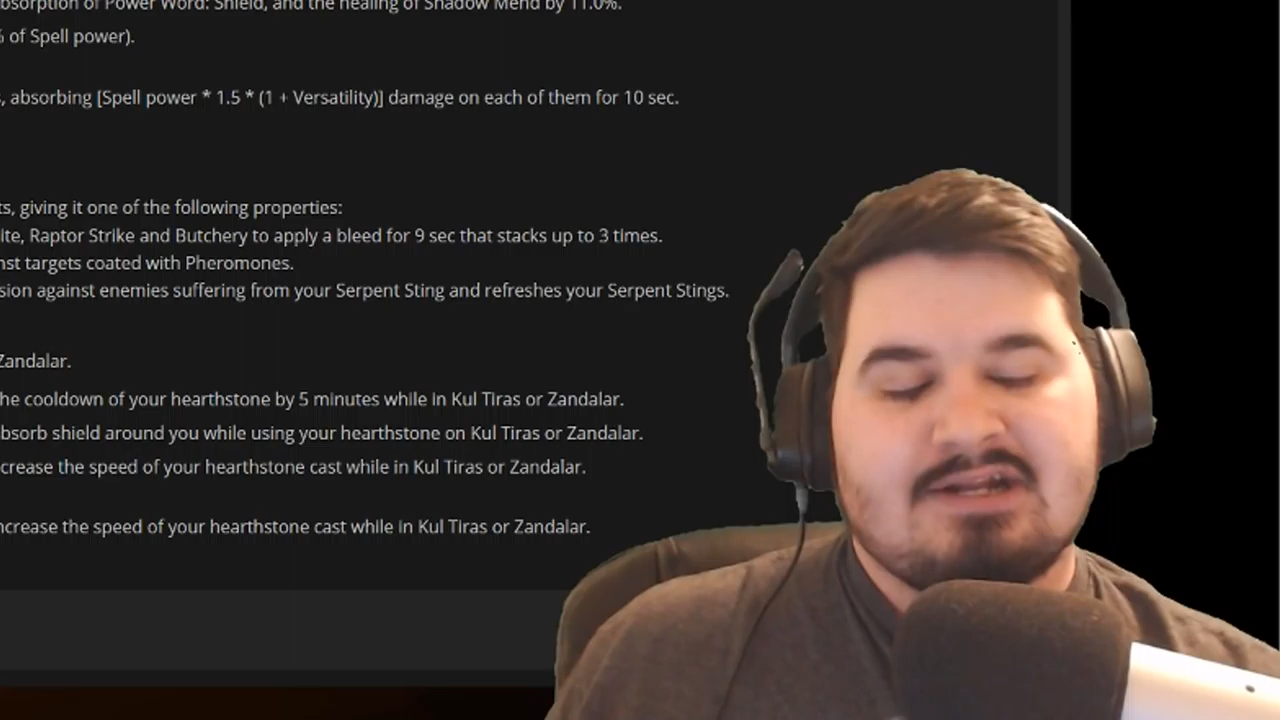 bsorption of Power Word: Shield, and the healing of Shadow Mend by 11.0%.
% of Spell power).
s, absorbing [Spell power * 1.5 * (1 + Versatility)] damage on each of them for 10 sec.
ts, giving it one of the following properties:
ite, Raptor Strike and Butchery to apply a bleed for 9 sec that stacks up to 3 times.
nst targets coated with Pheromones.
sion against enemies suffering from your Serpent Sting and refreshes your Serpent Stings.
Zandalar.
he cooldown of your hearthstone by 5 minutes while in Kul Tiras or Zandalar.
bsorb shield around you while using your hearthstone on Kul Tiras or Zandalar.
crease the speed of your hearthstone cast while in Kul Tiras or Zandalar.
ncrease the speed of your hearthstone cast while in Kul Tiras or Zandalar.